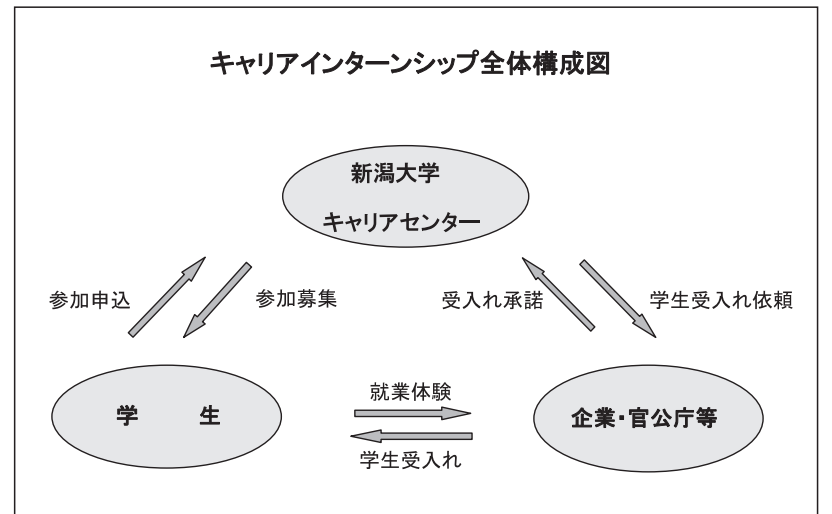 キャリアインターンシップ全体構成図
新潟大学
キャリアセンター
参加申込
参加募集
受入れ承諾
学生受入れ依頼
就業体験
学　　生
企業・官公庁等
学生受入れ